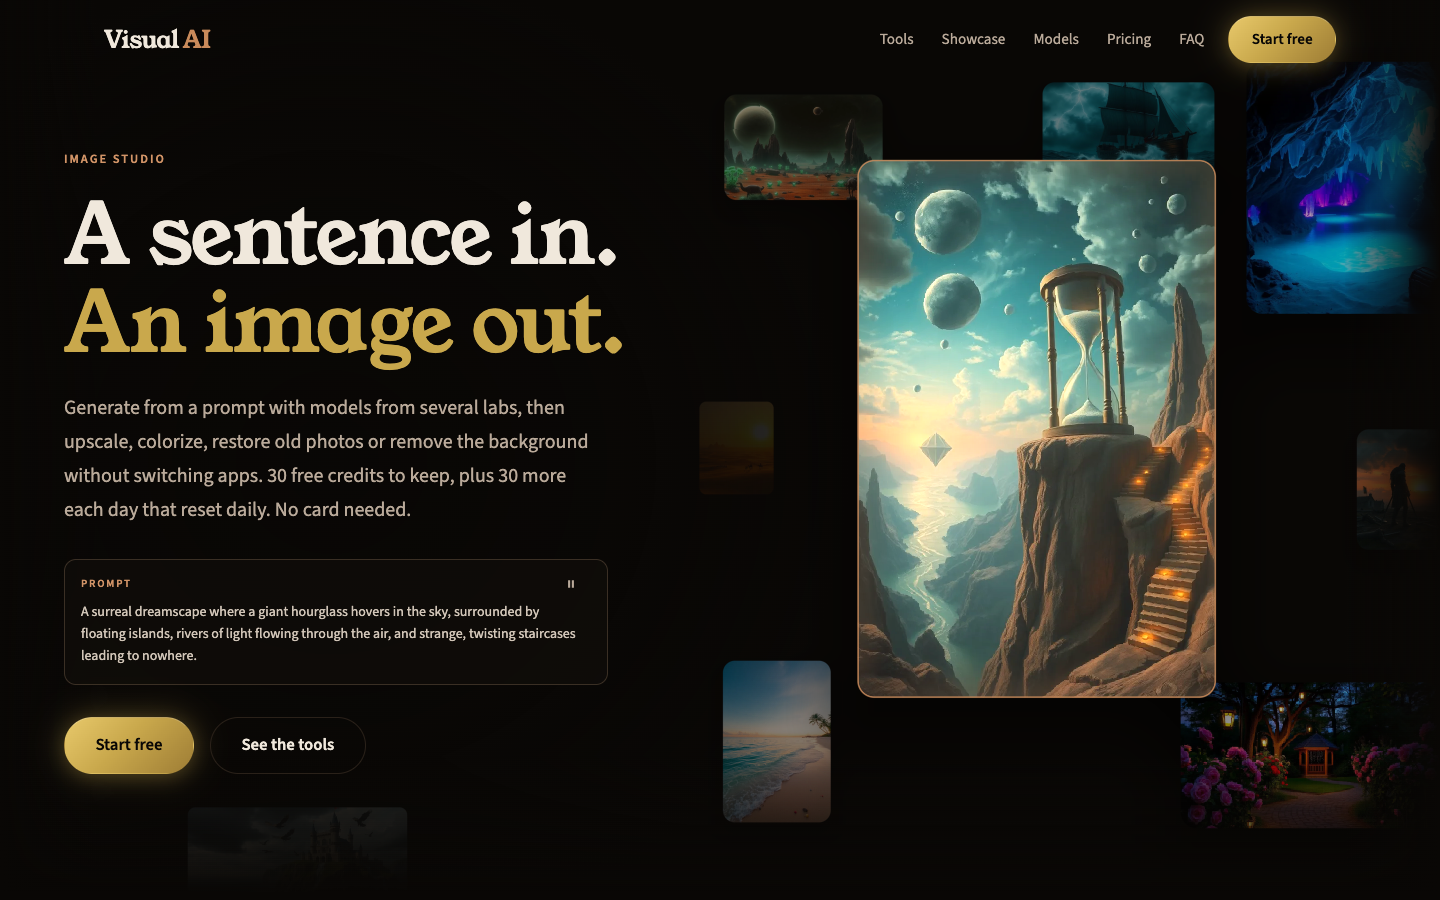 Visual AI
Tools
Showcase
Models
Pricing
FAQ
Start free
IMAGE STUDIO
A sentence in.
An image out.
Generate from a prompt with models from several labs, then
upscale, colorize, restore old photos or remove the background
without switching apps. 30 free credits to keep, plus 30 more
each day that reset daily. No card needed.
PROMPT
A surreal dreamscape where a giant hourglass hovers in the sky, surrounded by
floating islands, rivers of light flowing through the air, and strange, twisting staircases
leading to nowhere.
Start free
See the tools